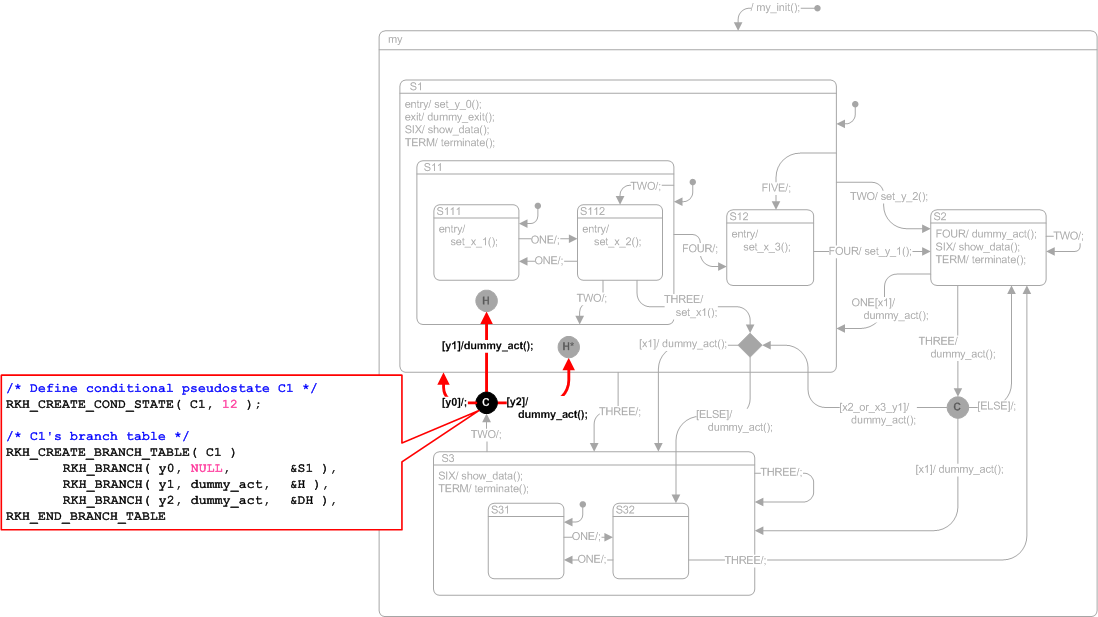 / my_init();
my
S1
entry/ set_y_0();
exit/ dummy_exit();
SIX/ show_data();
TERM/ terminate();
S11
TWO/;
FIVE/;
TWO/ set_y_2();
S111
entry/
set_x_1();
ONE/;
ONE/;
S112
entry/
set_x_2();
FOUR/;
S12
entry/
set_x_3();
FOUR/ set_y_1();
S2
FOUR/ dummy_act();
SIX/ show_data();
TERM/ terminate();
TWO/;
TWO/;
THREE/
set_x1();
ONE[x1]/
dummy_act();
H
[y1]/dummy_act();
H*
[x1]/ dummy_act();
THREE/
dummy_act();
/* Define conditional pseudostate C1 */
RKH_CREATE_COND_STATE( C1, 12 );
/* C1's branch table */
RKH_CREATE_BRANCH_TABLE( C1 )
RKH_BRANCH( y0, NULL, &S1 ),
RKH_BRANCH( y1, dummy_act, &H ),
RKH_BRANCH( y2, dummy_act, &DH ),
RKH_END_BRANCH_TABLE
[y0]/;
C
[y2]/
dummy_act();
TWO/;
THREE/;
[ELSE]/
dummy_act();
[x2_or_x3_y1]/
dummy_act();
C
[ELSE]/;
[x1]/ dummy_act();
S3
SIX/ show_data();
TERM/ terminate();
THREE/;
S31
ONE/;
ONE/;
S32
THREE/;